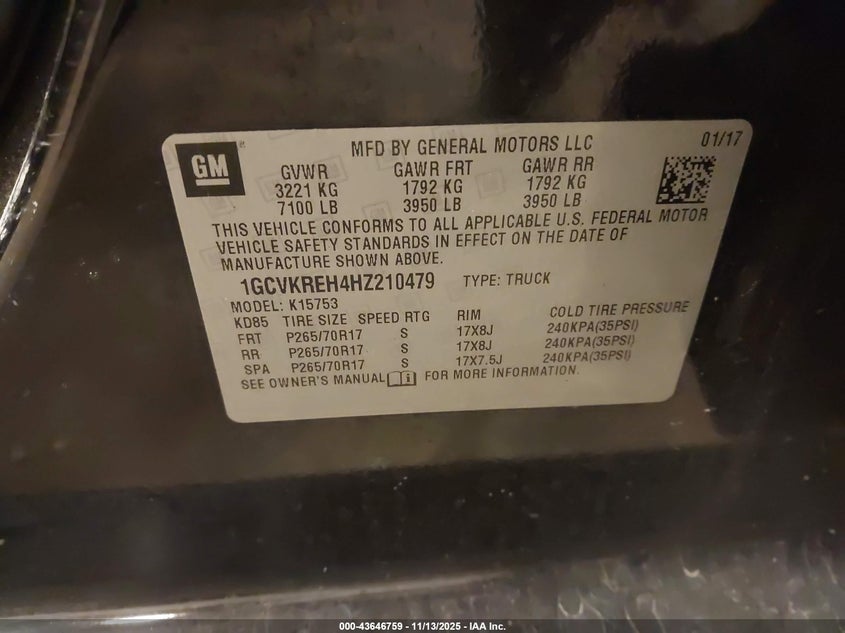 GM
MFD BY GENERAL MOTORS LLC 01/17
GVWR GAWR FRT GAWR RR
3221 KG 1792 KG 1792 KG
7100 LB 3950 LB 3950 LB
THIS VEHICLE CONFORMS TO ALL APPLICABLE U.S. FEDERAL MOTOR
VEHICLE SAFETY STANDARDS IN EFFECT ON THE DATE OF
MANUFACTURE SHOWN ABOVE.
1GCVKREH4HZ210479 TYPE: TRUCK
MODEL: K15753
KD85 TIRE SIZE SPEED RTG RIM COLD TIRE PRESSURE
FRT P265/70R17 S 17X8J 240KPA(35PSI)
RR P265/70R17 S 17X8J 240KPA(35PSI)
SPA P265/70R17 S 17X7.5J 240KPA(35PSI)
SEE OWNER'S MANUAL FOR MORE INFORMATION.
000-43646759 - 11/13/2025 - IAA Inc.